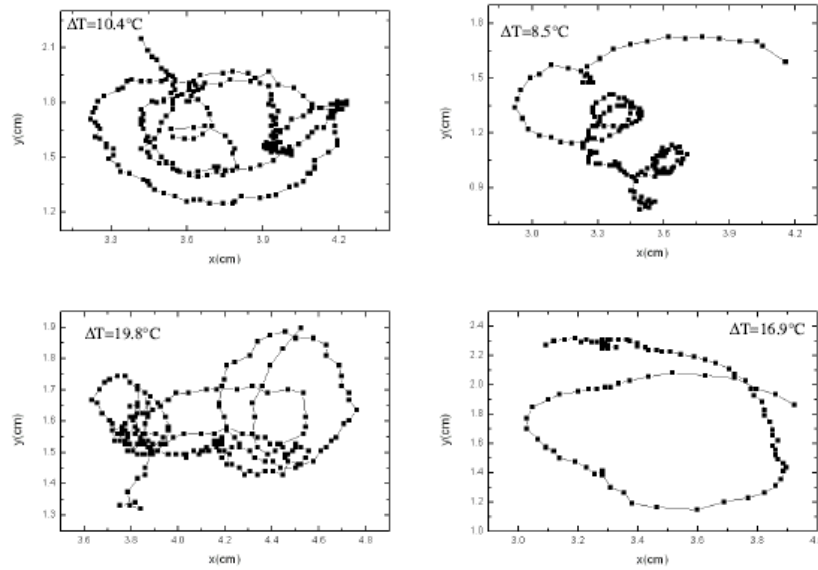 ΔT=10.4°C
2.1
1.8
1.5
1.2
y(cm)
3.3 3.6 3.9 4.2
x(cm)
ΔT=8.5°C
1.8
1.5
1.2
0.9
y(cm)
3.0 3.3 3.6 3.9 4.2
x(cm)
ΔT=19.8°C
1.9
1.8
1.7
1.6
1.5
1.4
1.3
y(cm)
3.6 3.8 4.0 4.2 4.4 4.6 4.8
x(cm)
ΔT=16.9°C
2.4
2.2
2.0
1.8
1.6
1.4
1.2
1.0
y(cm)
3.0 3.2 3.4 3.6 3.8
x(cm)